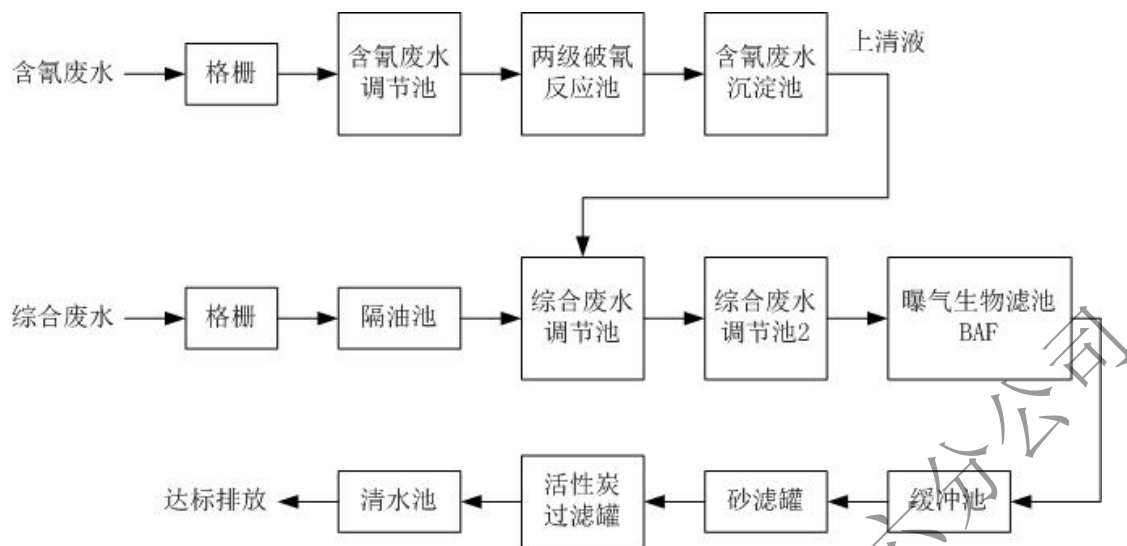 含氰废水
格栅
含氰废水
调节池
两级破氰
反应池
含氰废水
沉淀池
上清液
综合废水
格栅
隔油池
综合废水
调节池
综合废水
调节池2
曝气生物滤池
BAF
达标排放
清水池
活性炭
过滤罐
砂滤罐
缓冲池
分公司